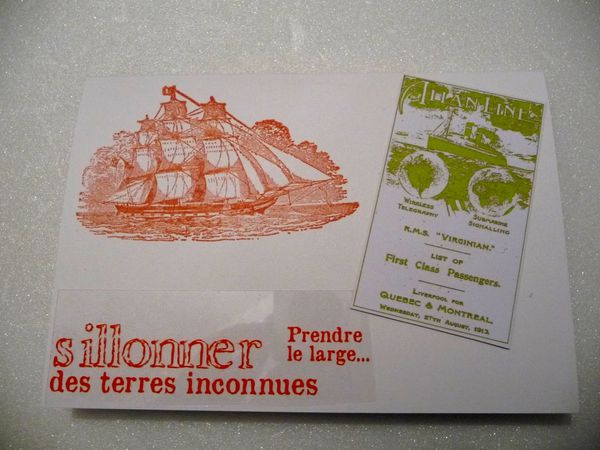 ALLAN LINE
WIRELESS TELEGRAPHY
SUBMARINE SIGNALLING
R.M.S. "VIRGINIAN."
LIST OF
First Class Passengers.
LIVERPOOL FOR
QUEBEC & MONTREAL.
WEDNESDAY, 27TH AUGUST, 1913.
sillonner
des terres inconnues
Prendre
le large...